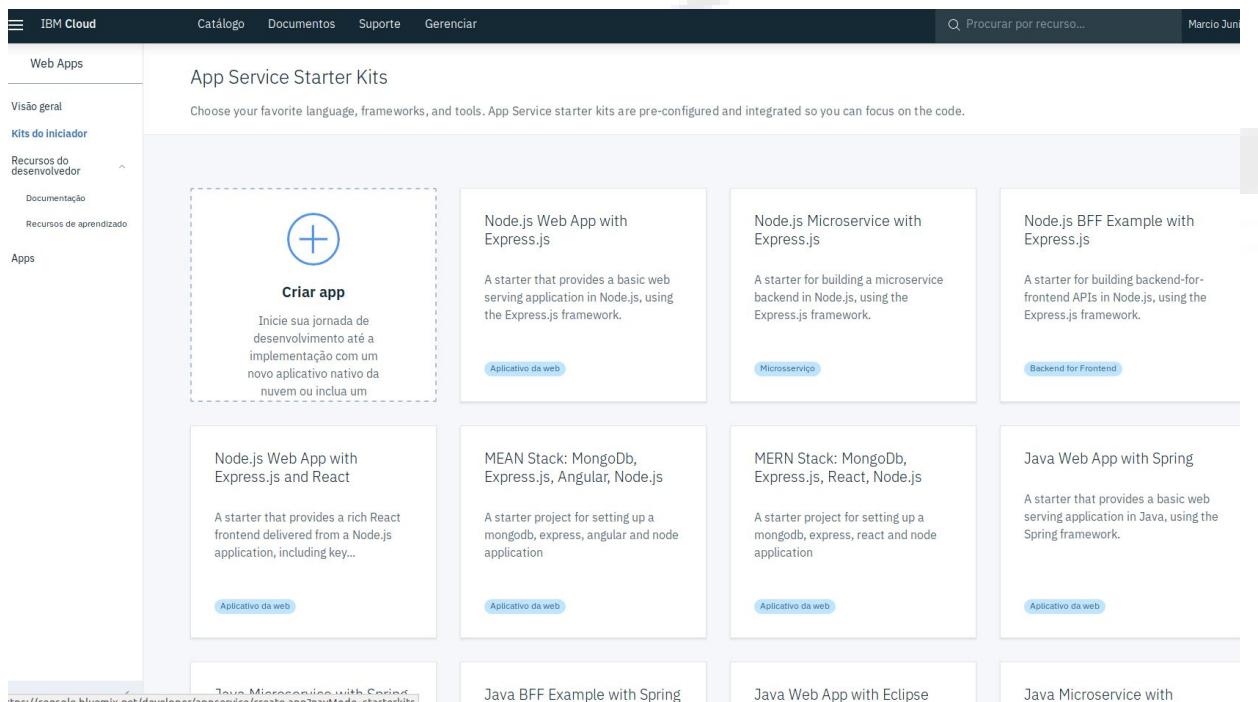 IBM Cloud
Catálogo Documentos Suporte Gerenciar
Procurar por recurso...
Marcio Juni
Web Apps
Visão geral
Kits do iniciador
Recursos do
desenvolvedor
Documentação
Recursos de aprendizado
Apps
App Service Starter Kits
Choose your favorite language, frameworks, and tools. App Service starter kits are pre-configured and integrated so you can focus on the code.
Criar app
Inicie sua jornada de
desenvolvimento até a
implementação com um
novo aplicativo nativo da
nuvem ou inclua um
Node.js Web App with
Express.js
A starter that provides a basic web
serving application in Node.js, using
the Express.js framework.
Aplicativo da web
Node.js Microservice with
Express.js
A starter for building a microservice
backend in Node.js, using the
Express.js framework.
Microsserviço
Node.js BFF Example with
Express.js
A starter for building backend-for-
frontend APIs in Node.js, using the
Express.js framework.
Backend for Frontend
Node.js Web App with
Express.js and React
A starter that provides a rich React
frontend delivered from a Node.js
application, including key...
Aplicativo da web
MEAN Stack: MongoDb,
Express.js, Angular, Node.js
A starter project for setting up a
mongodb, express, angular and node
application
Aplicativo da web
MERN Stack: MongoDb,
Express.js, React, Node.js
A starter project for setting up a
mongodb, express, react and node
application
Aplicativo da web
Java Web App with Spring
A starter that provides a basic web
serving application in Java, using the
Spring framework.
Aplicativo da web
Java Microservice with Spring
Java BFF Example with Spring
Java Web App with Eclipse
Java Microservice with